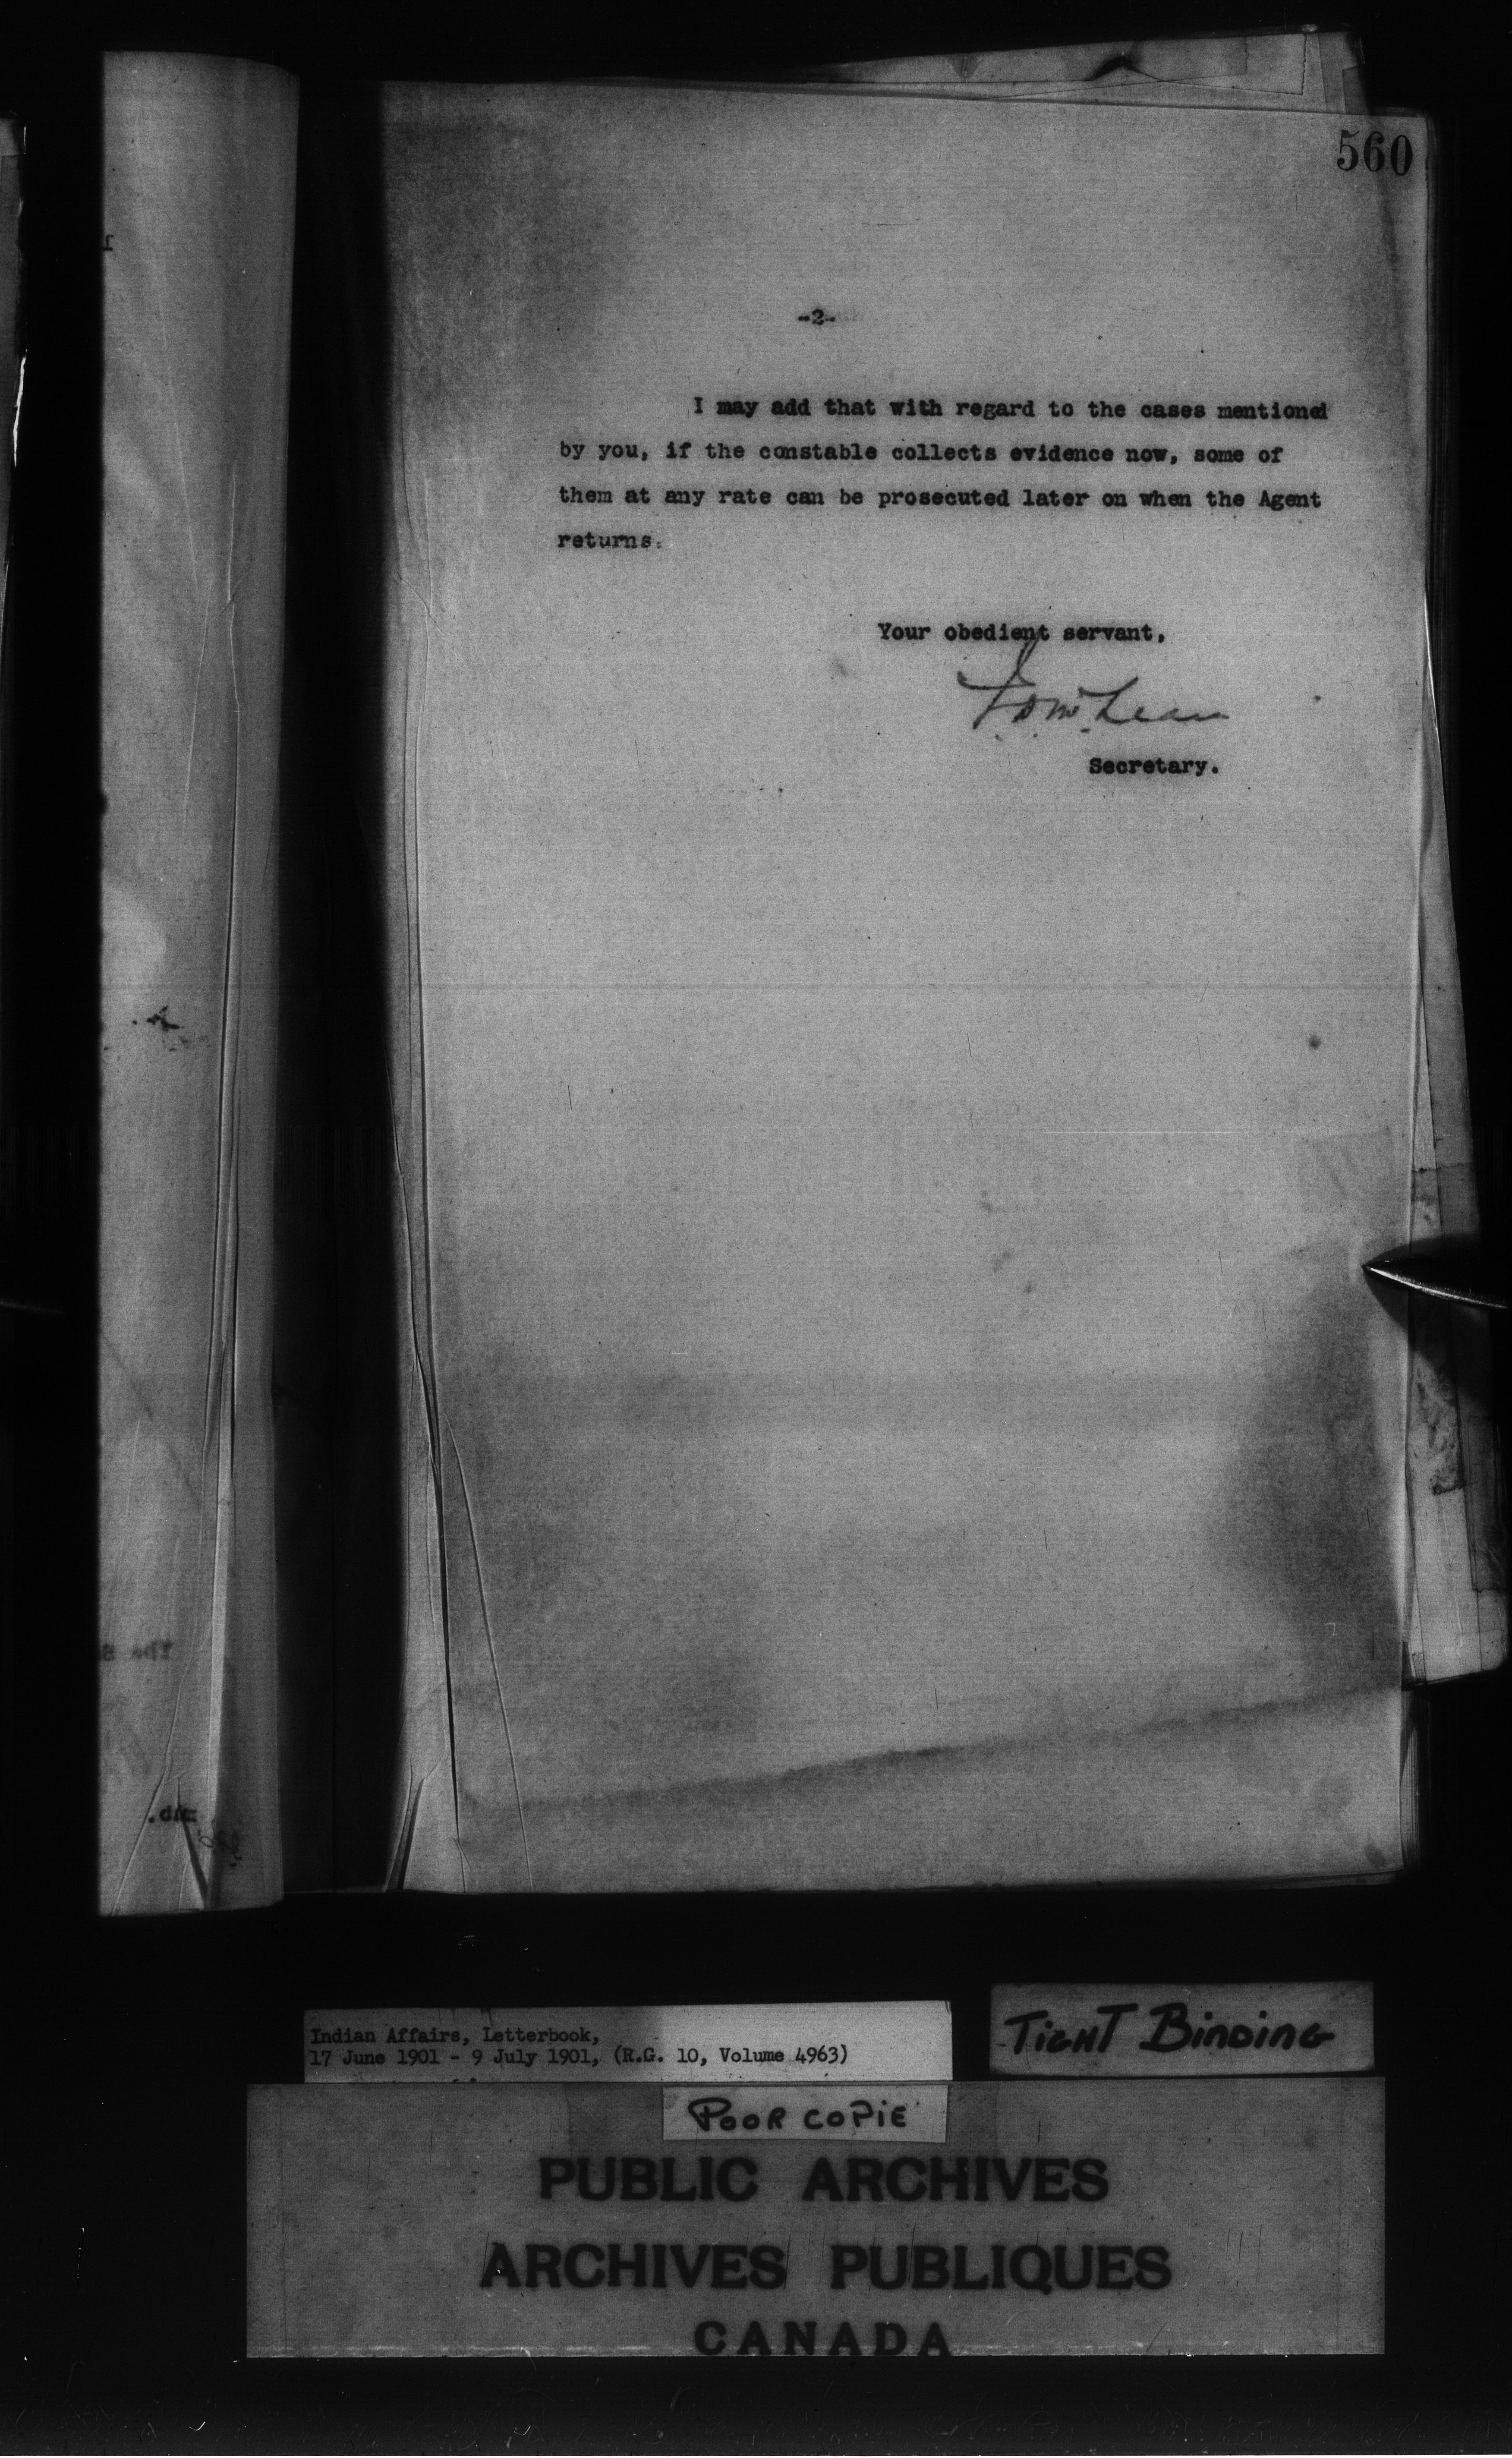 560
-2-
I may add that with regard to the cases mentioned
by you, if the constable collects evidence now, some of
them at any rate can be prosecuted later on when the Agent
returns.
Your obedient servant,
J. D. McLean
Secretary.
Indian Affairs, Letterbook,
17 June 1901 - 9 July 1901, (R.G. 10, Volume 4963)
TIGHT BINDING
POOR COPIE
PUBLIC ARCHIVES
ARCHIVES PUBLIQUES
CANADA